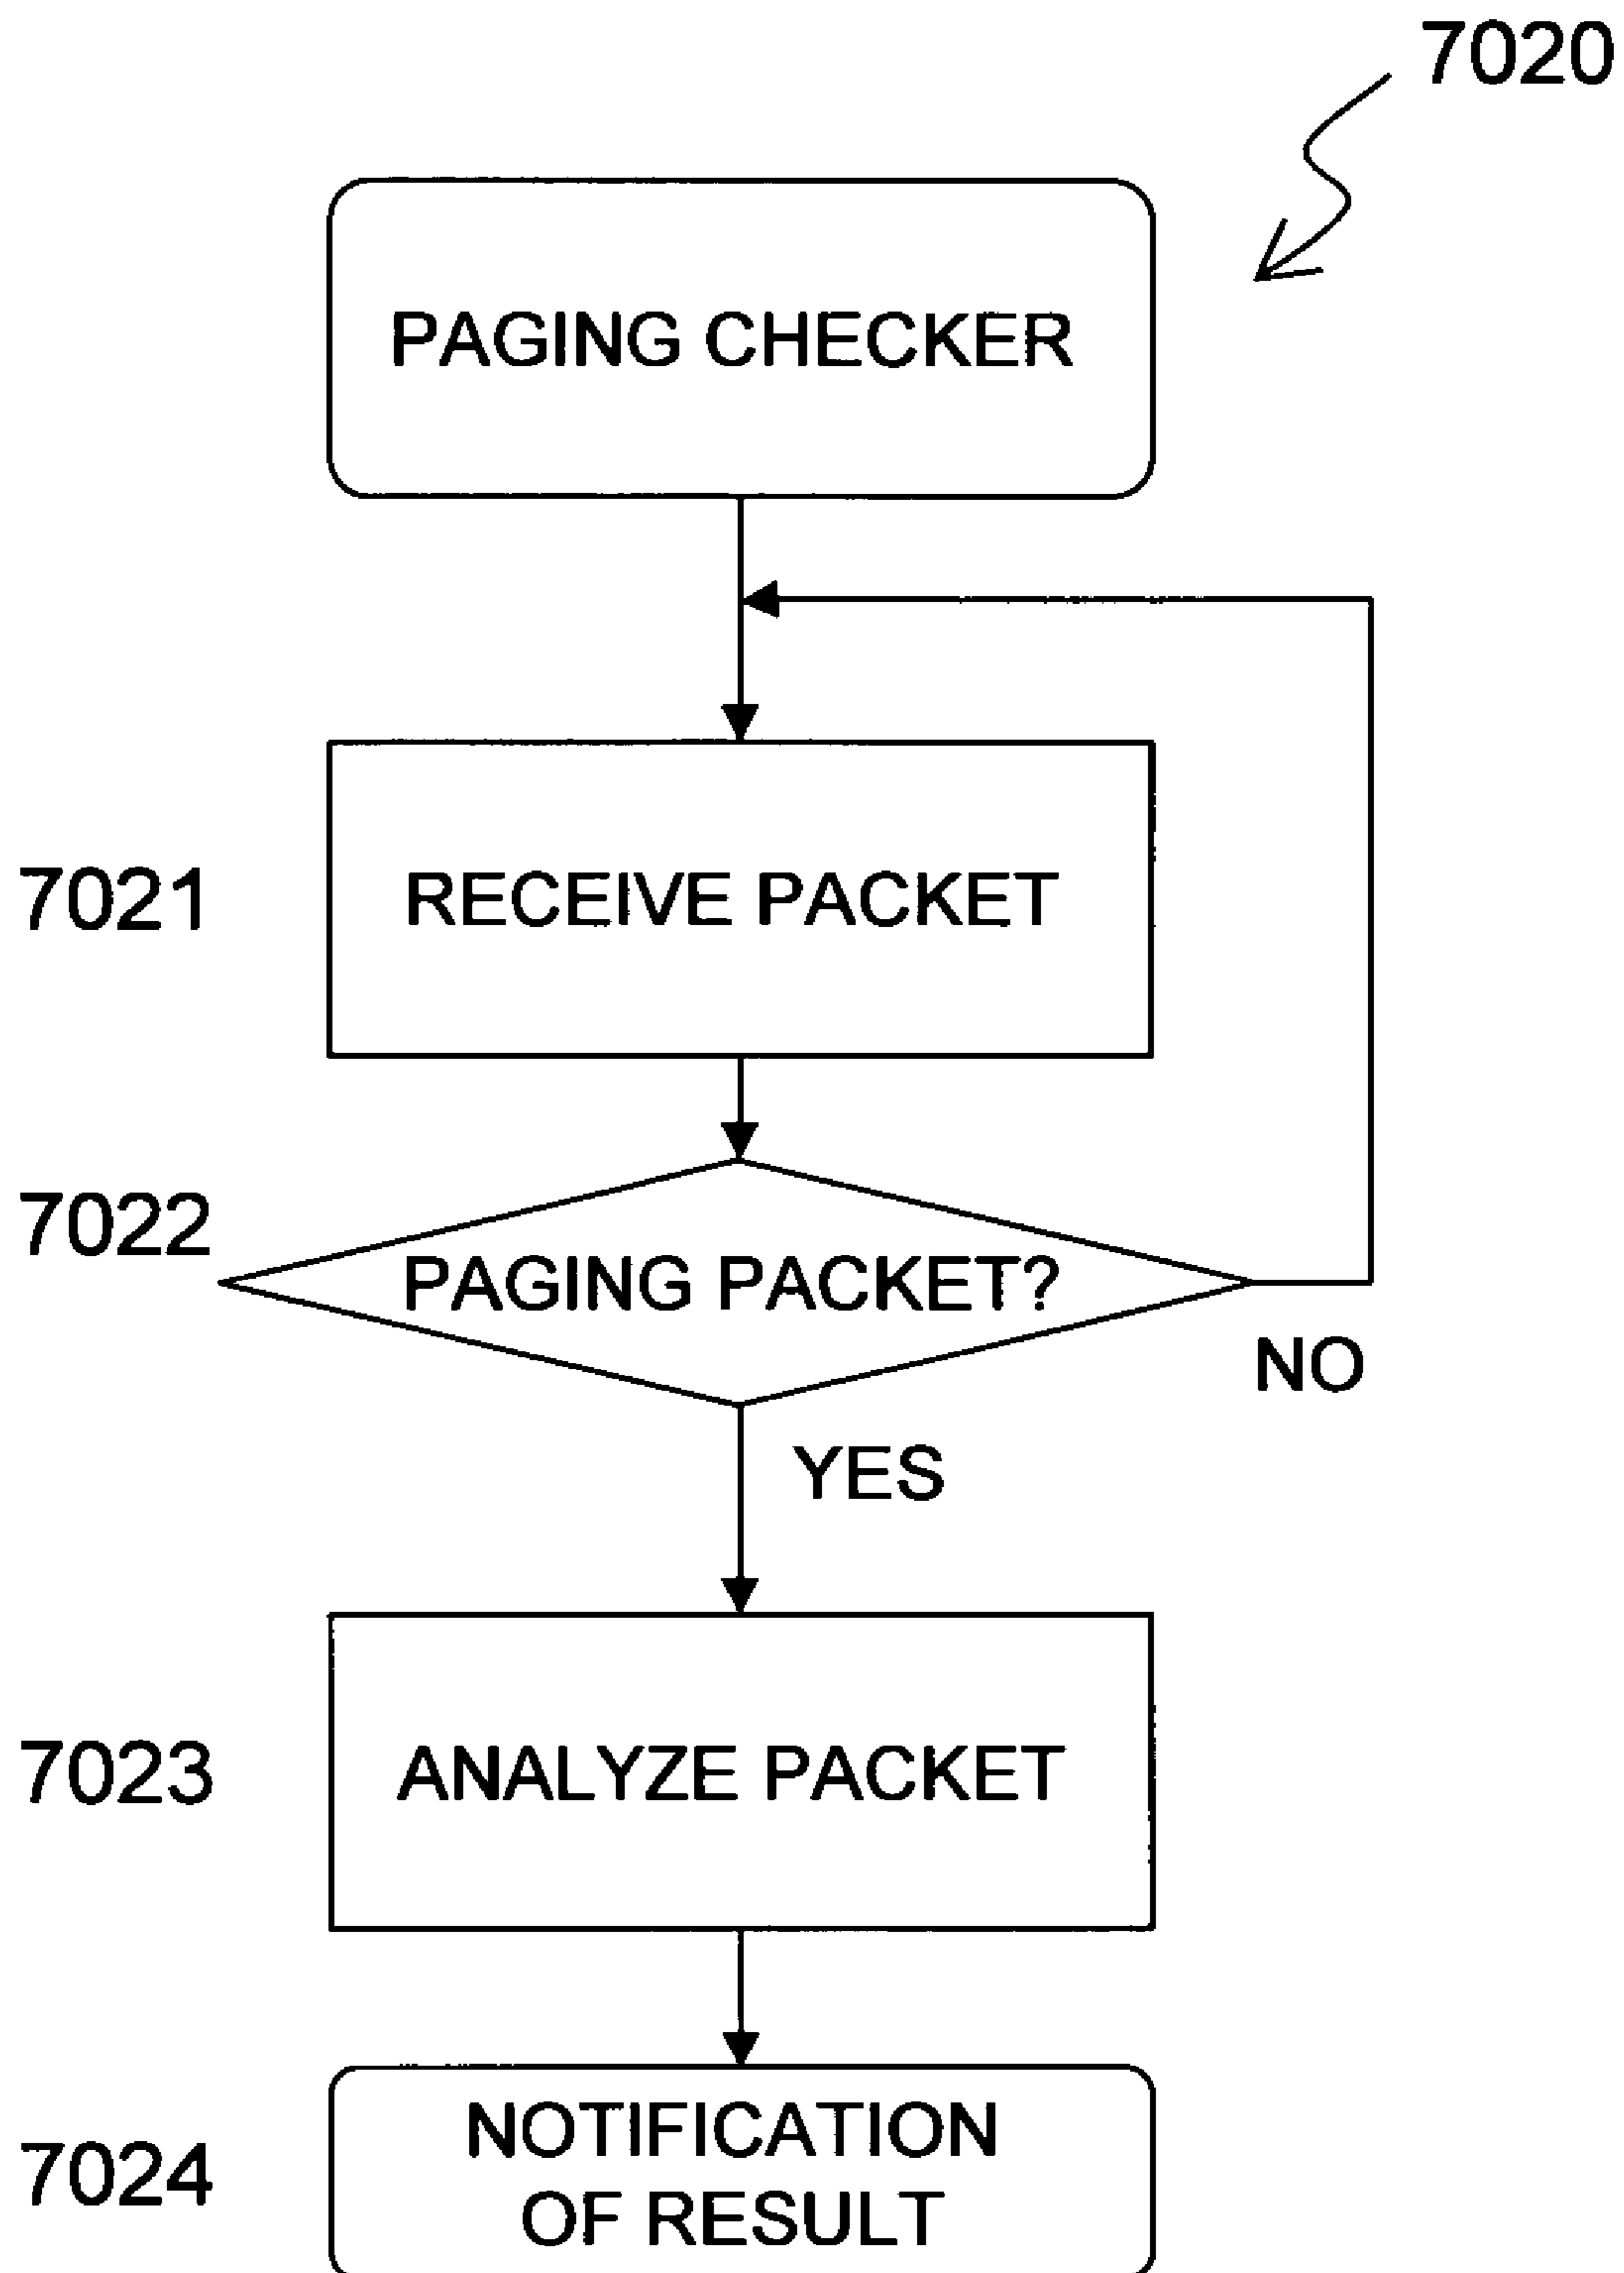 7020
PAGING CHECKER
7021
RECEIVE PACKET
7022
PAGING PACKET?
NO
YES
7023
ANALYZE PACKET
7024
NOTIFICATION
OF RESULT